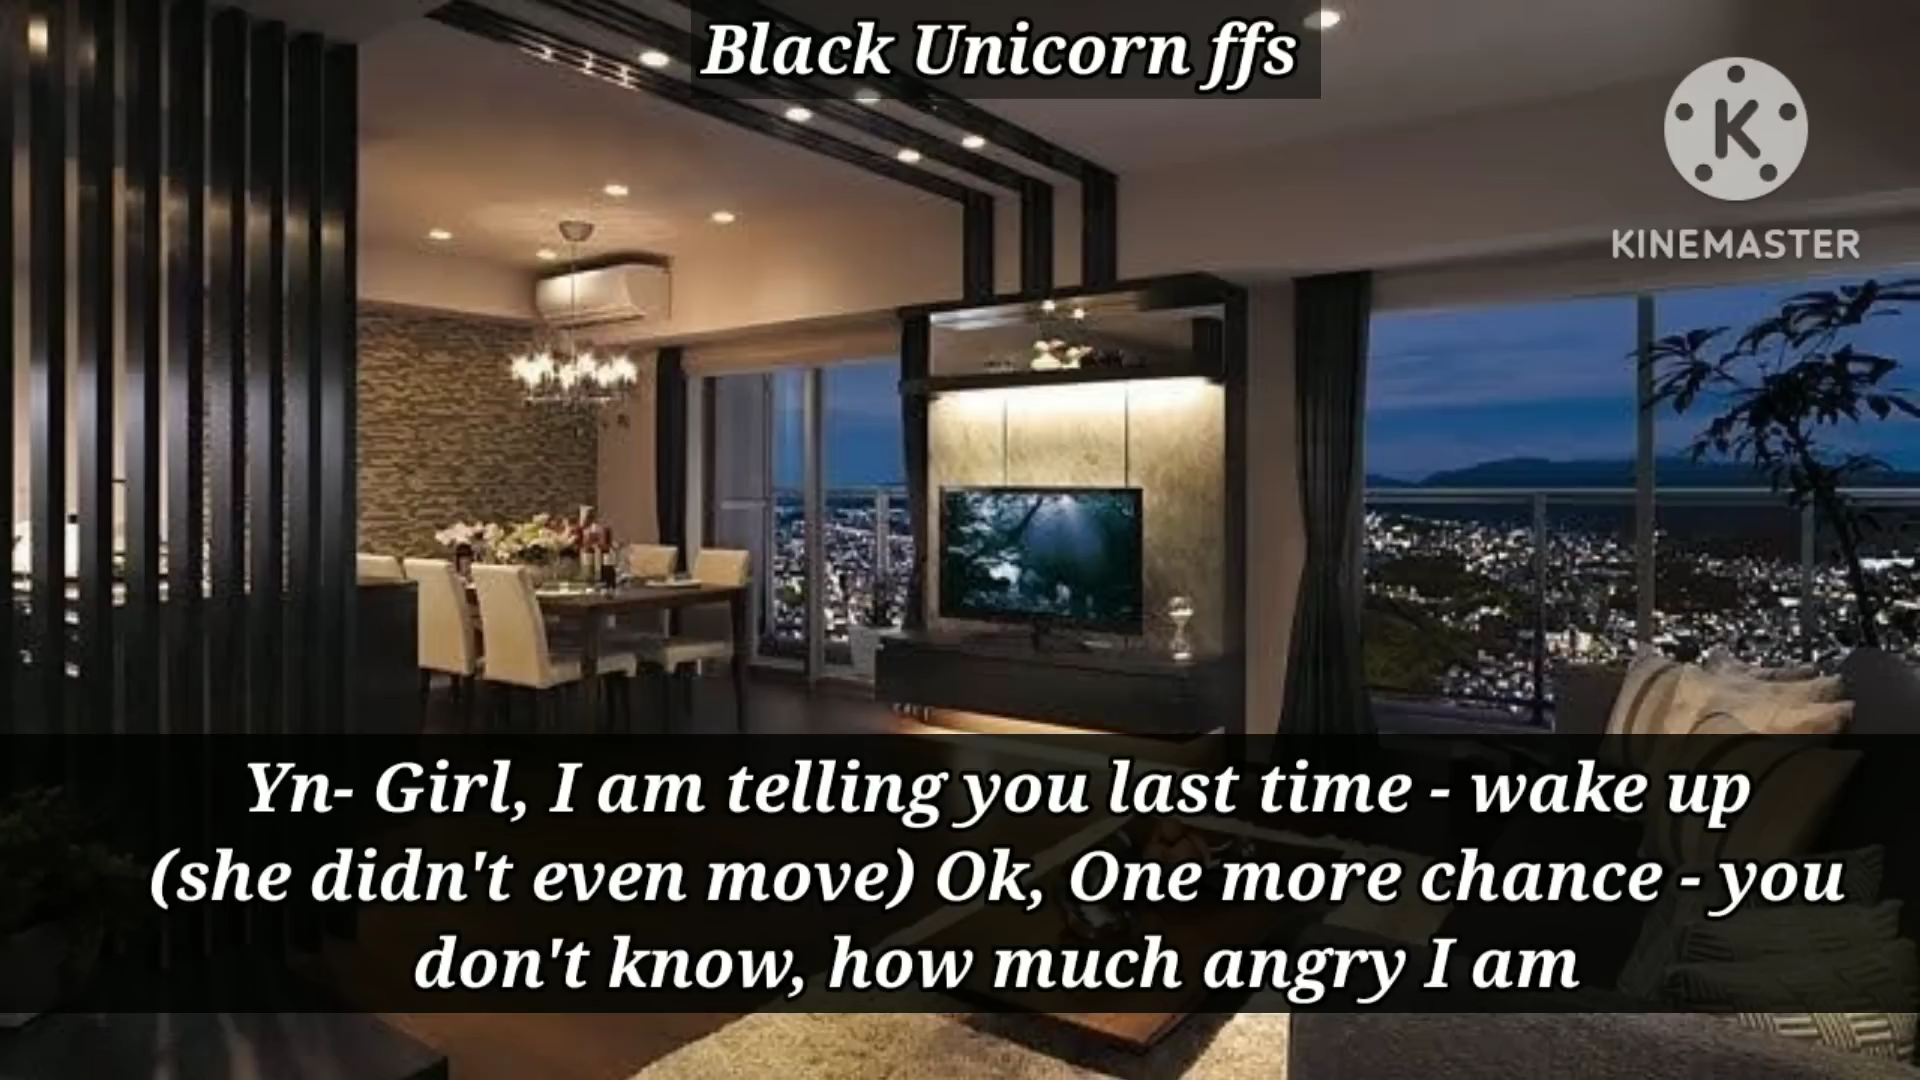 Black Unicorn ffs
K
KINEMASTER
Yn- Girl, I am telling you last time - wake up
(she didn't even move) Ok, One more chance - you
don't know, how much angry I am